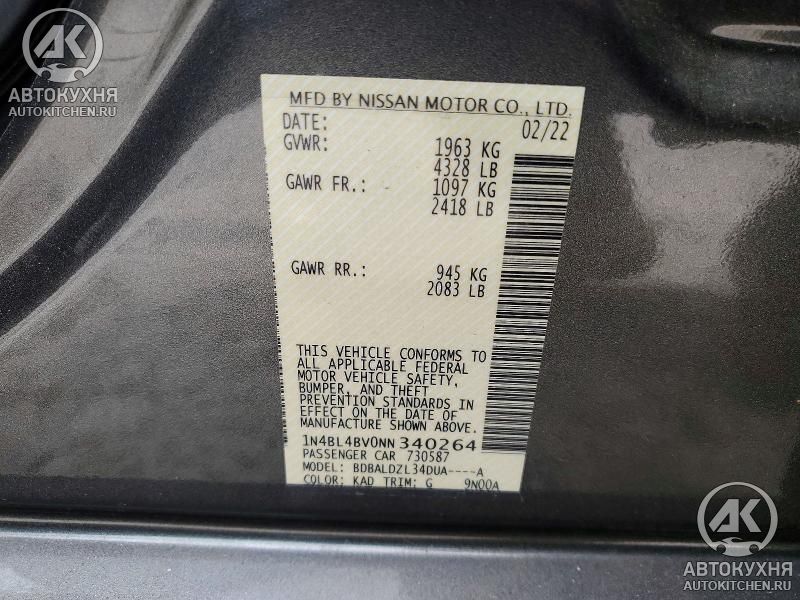 AK
АВТОКУХНЯ
AUTOKITCHEN.RU
MFD BY NISSAN MOTOR CO., LTD.
DATE: 02/22
GVWR: 1963 KG
4328 LB
GAWR FR.: 1097 KG
2418 LB
GAWR RR.: 945 KG
2083 LB
THIS VEHICLE CONFORMS TO
ALL APPLICABLE FEDERAL
MOTOR VEHICLE SAFETY,
BUMPER, AND THEFT
PREVENTION STANDARDS IN
EFFECT ON THE DATE OF
MANUFACTURE SHOWN ABOVE.
1N4BL4BV0NN340264
PASSENGER CAR 730587
MODEL: BDBALDZL34DUA----A
COLOR: KAD TRIM: G 9N00A
AK
АВТОКУХНЯ
AUTOKITCHEN.RU